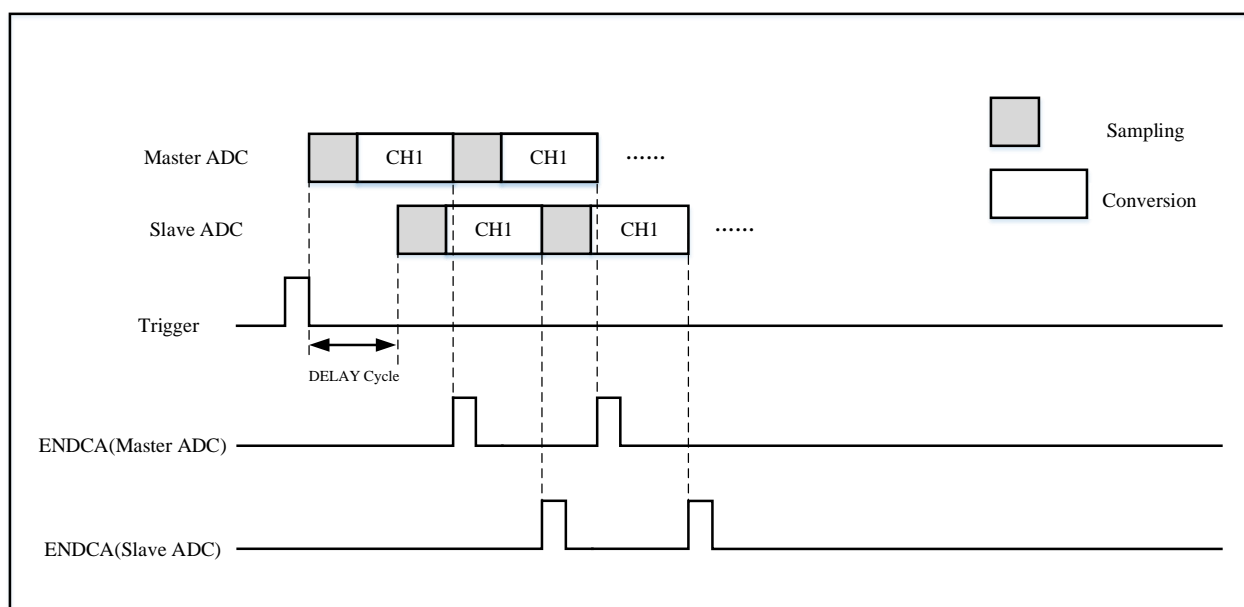 Sampling
Master ADC
CH1
CH1
......
Conversion
Slave ADC
CH1
CH1
......
Trigger
DELAY Cycle
ENDCA(Master ADC)
ENDCA(Slave ADC)